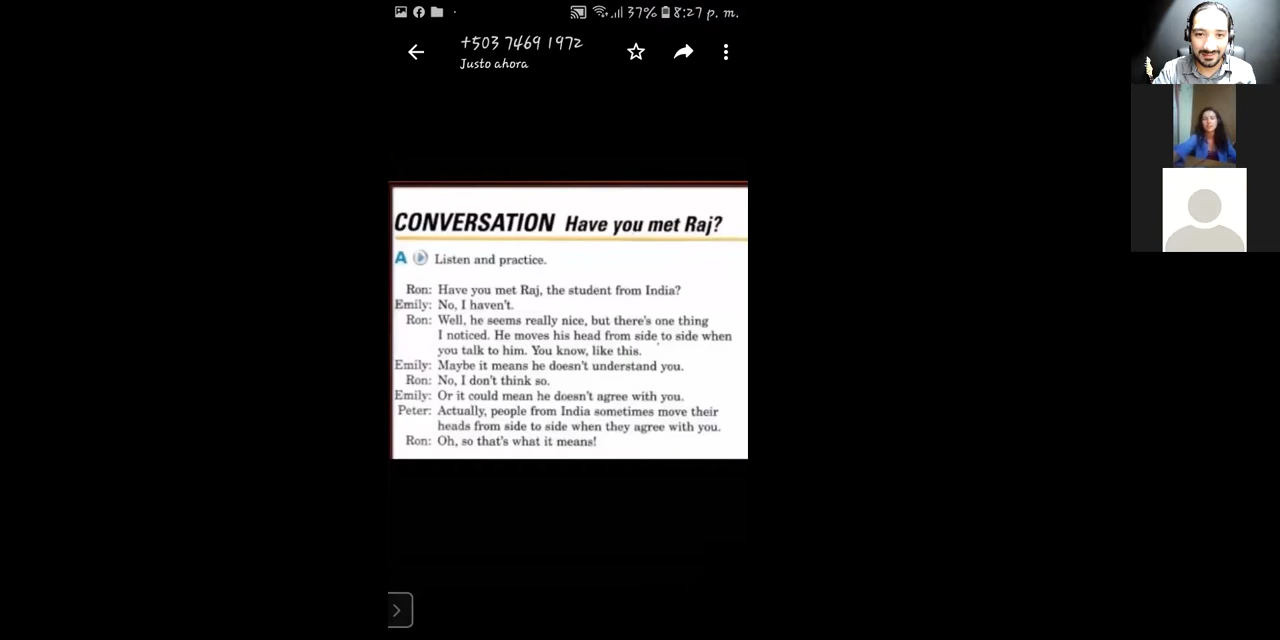 37% 8:27 p. m.
+503 7469 1972
Justo ahora
CONVERSATION Have you met Raj?
A Listen and practice.
Ron: Have you met Raj, the student from India?
Emily: No, I haven't.
Ron: Well, he seems really nice, but there's one thing
I noticed. He moves his head from side to side when
you talk to him. You know, like this.
Emily: Maybe it means he doesn't understand you.
Ron: No, I don't think so.
Emily: Or it could mean he doesn't agree with you.
Peter: Actually, people from India sometimes move their
heads from side to side when they agree with you.
Ron: Oh, so that's what it means!